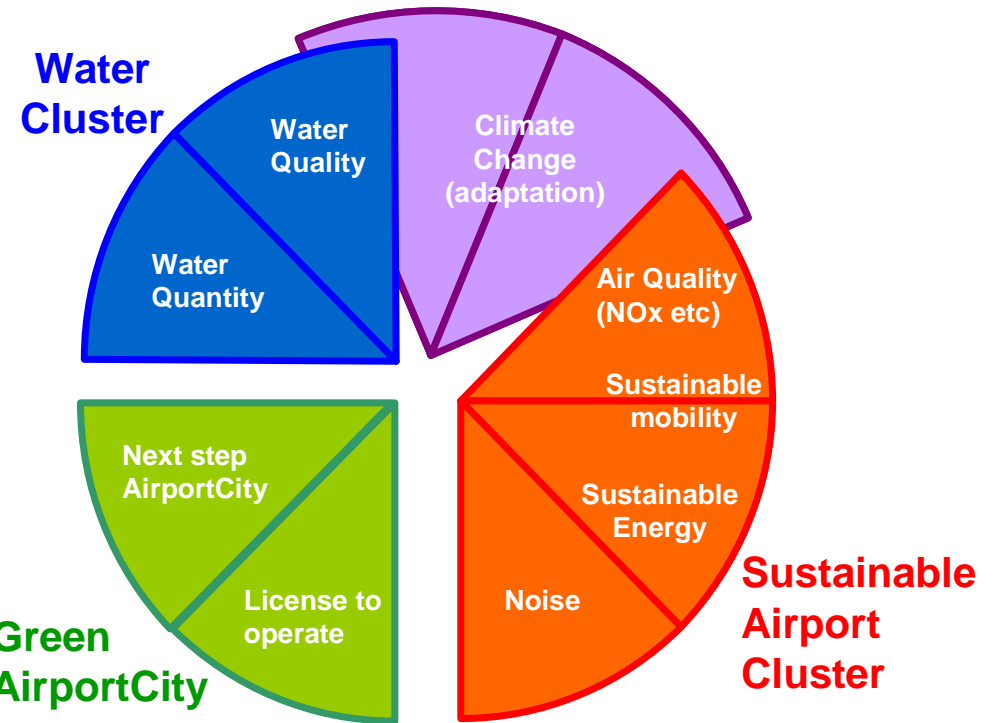 Water
Cluster
Water
Quality
Climate
Change
(adaptation)
Water
Quantity
Air Quality
(NOx etc)
Sustainable
mobility
Next step
AirportCity
Sustainable
Energy
License to
operate
Noise
Sustainable
Airport
Cluster
Green
AirportCity